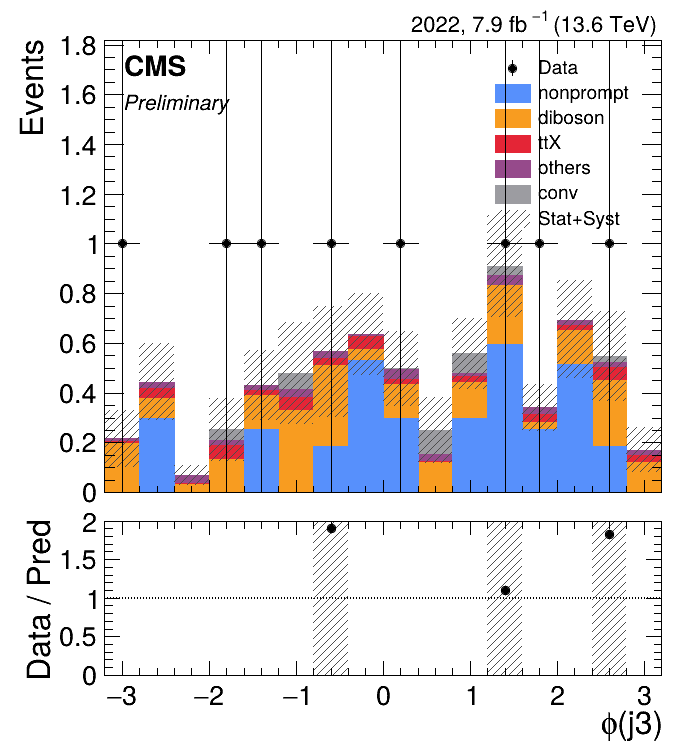 2022, 7.9 fb⁻¹ (13.6 TeV)
Events
CMS
Preliminary
Data
nonprompt
diboson
ttX
others
conv
Stat+Syst
1.8
1.6
1.4
1.2
1
0.8
0.6
0.4
0.2
0
Data / Pred
2
1.5
1
0.5
0
−3 −2 −1 0 1 2 3
ϕ(j3)